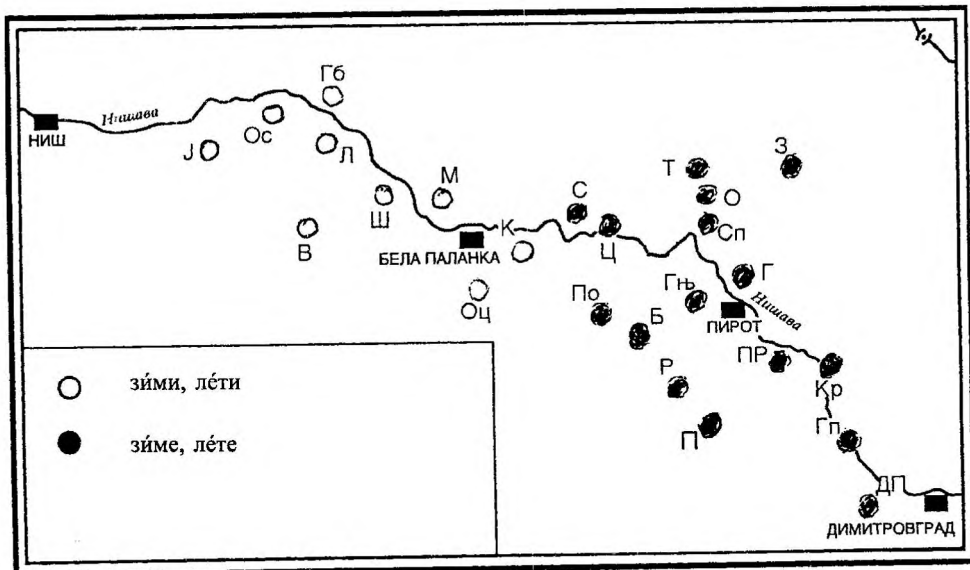 Гб
Нишава
НИШ
Ос
Ј
Л
М
Ш
В
К
БЕЛА ПАЛАНКА
Оц
С
Ц
Т
З
О
Сп
Г
Гњ
Нишава
ПИРОТ
По
Б
Р
П
ПР
Кр
Гп
ДП
ДИМИТРОВГРАД
зи́ми, ле́ти
зи́ме, ле́те